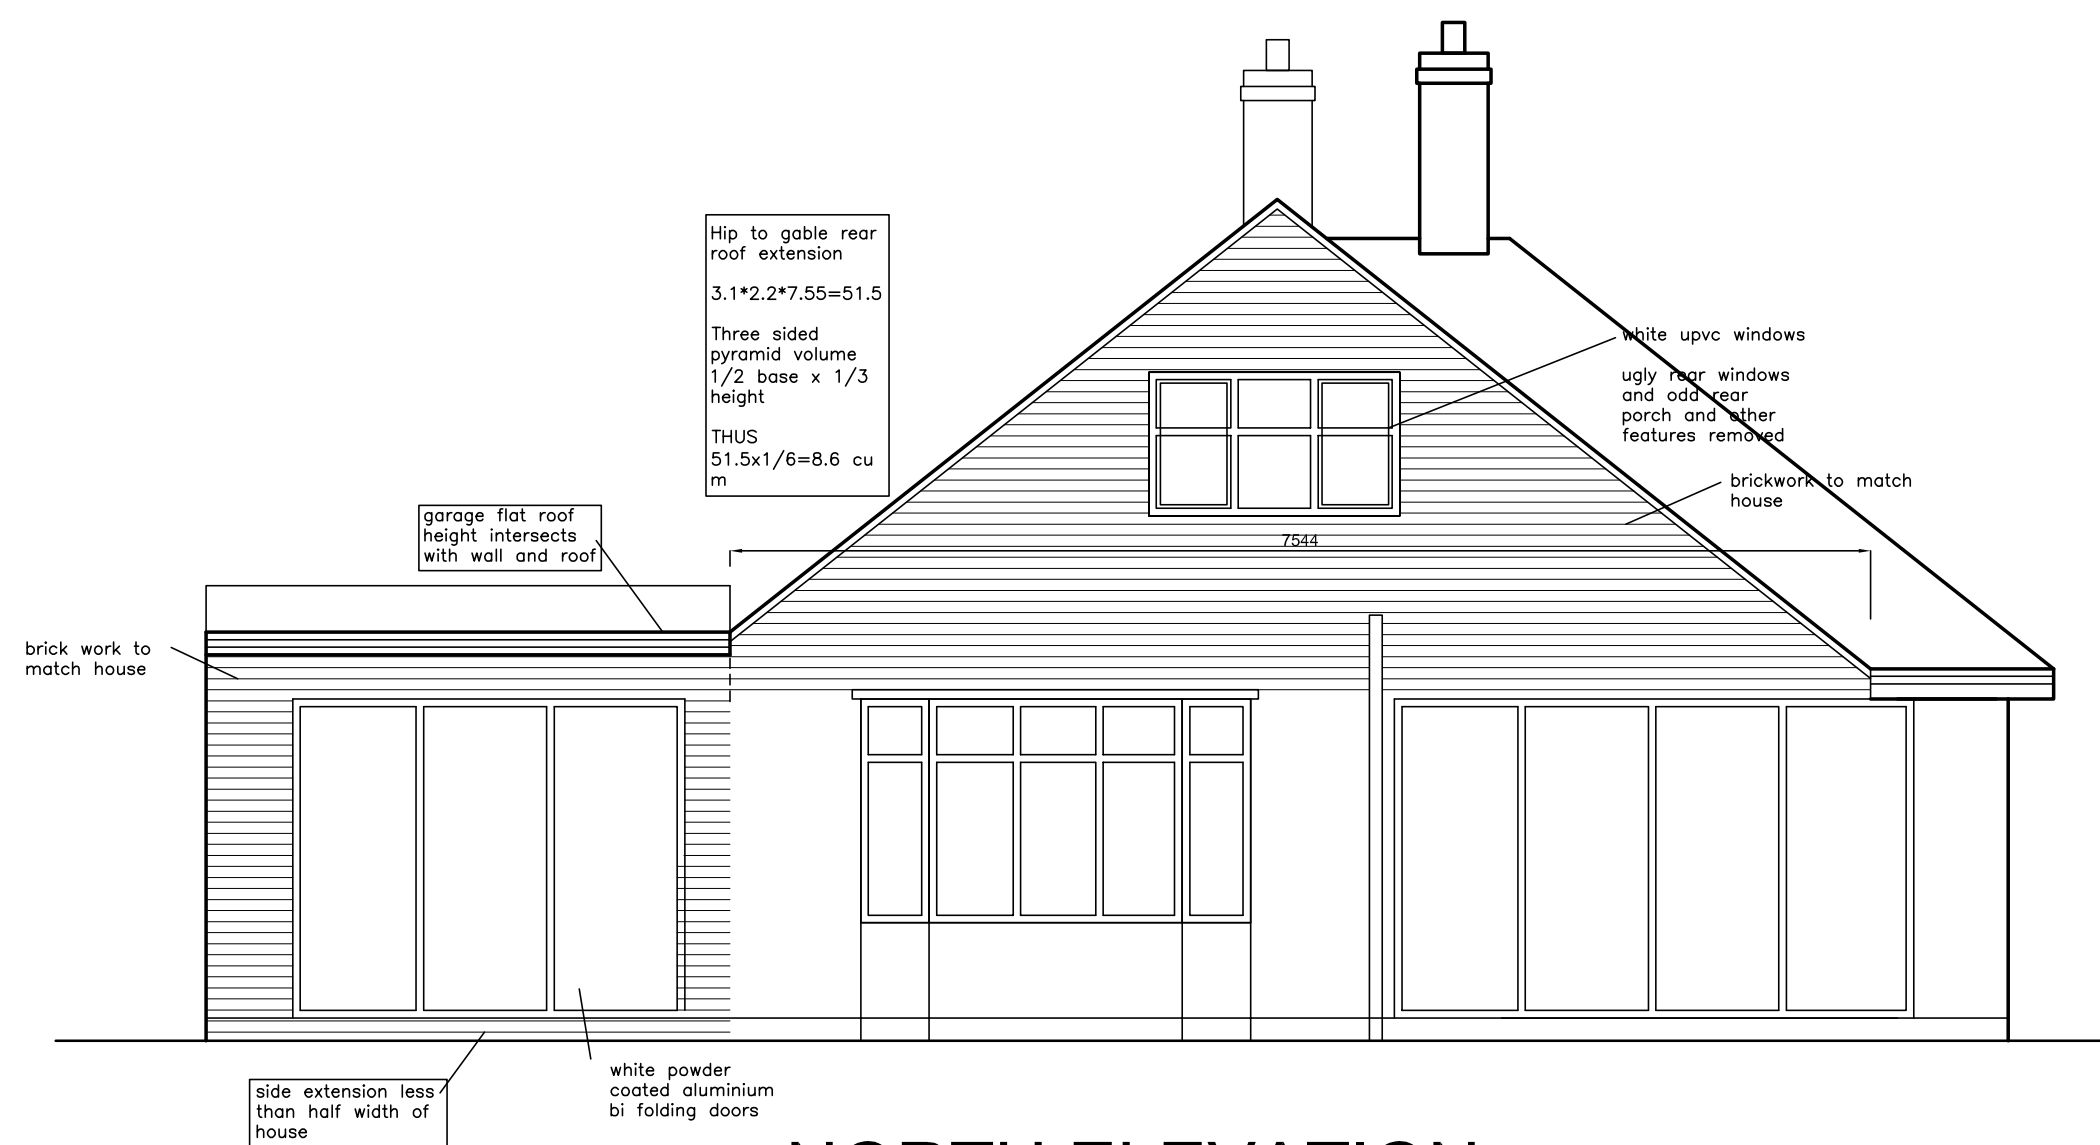 Hip to gable rear
roof extension
3.1*2.2*7.55=51.5
Three sided
pyramid volume
1/2 base x 1/3
height
THUS
51.5x1/6=8.6 cu
m
white upvc windows
ugly rear windows
and odd rear
porch and other
features removed
brickwork to match
house
garage flat roof
height intersects
with wall and roof
7544
brick work to
match house
white powder
coated aluminium
bi folding doors
side extension less
than half width of
house
NORTH ELEVATION